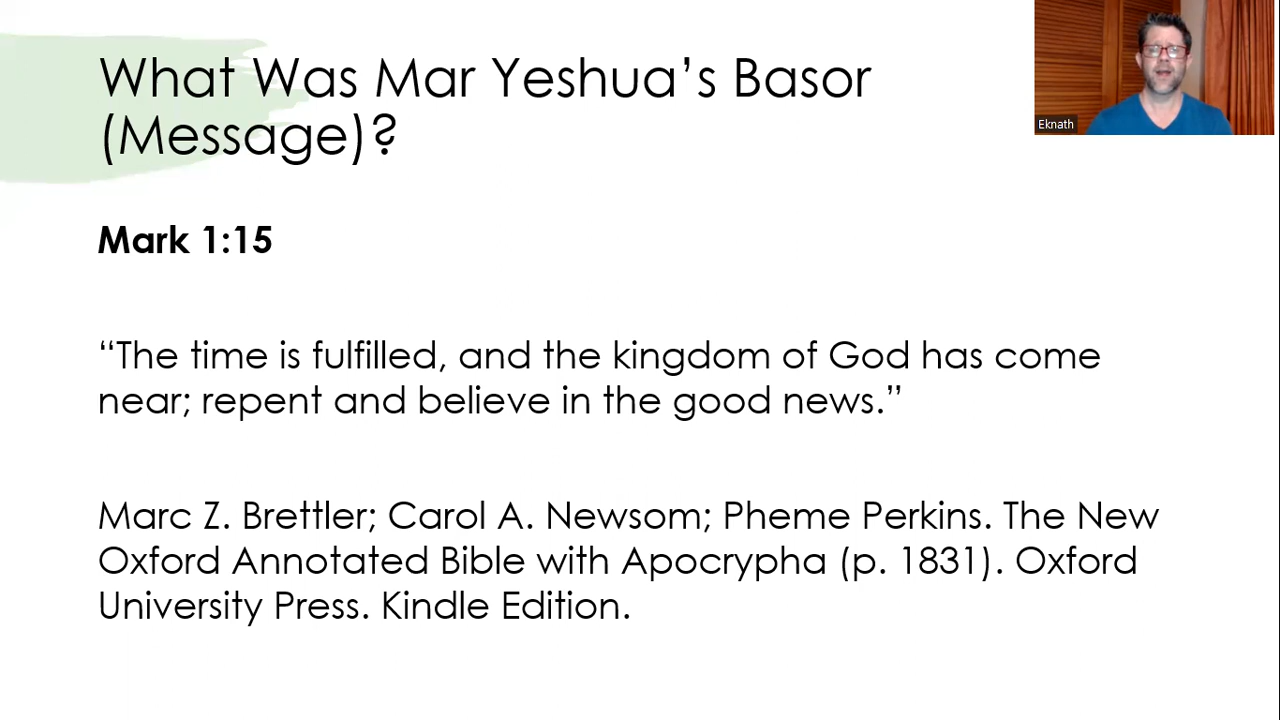 What Was Mar Yeshua’s Basor
(Message)?
Eknath
Mark 1:15
“The time is fulfilled, and the kingdom of God has come
near; repent and believe in the good news.”
Marc Z. Brettler; Carol A. Newsom; Pheme Perkins. The New
Oxford Annotated Bible with Apocrypha (p. 1831). Oxford
University Press. Kindle Edition.